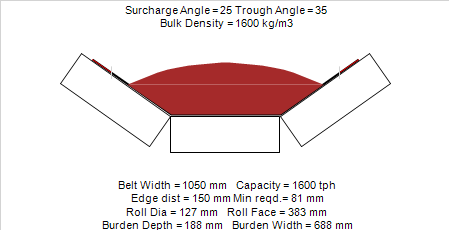 Surcharge Angle = 25 Trough Angle = 35
Bulk Density = 1600 kg/m3
Belt Width = 1050 mm Capacity = 1600 tph
Edge dist = 150 mm Min reqd.= 81 mm
Roll Dia = 127 mm Roll Face = 383 mm
Burden Depth = 188 mm Burden Width = 688 mm